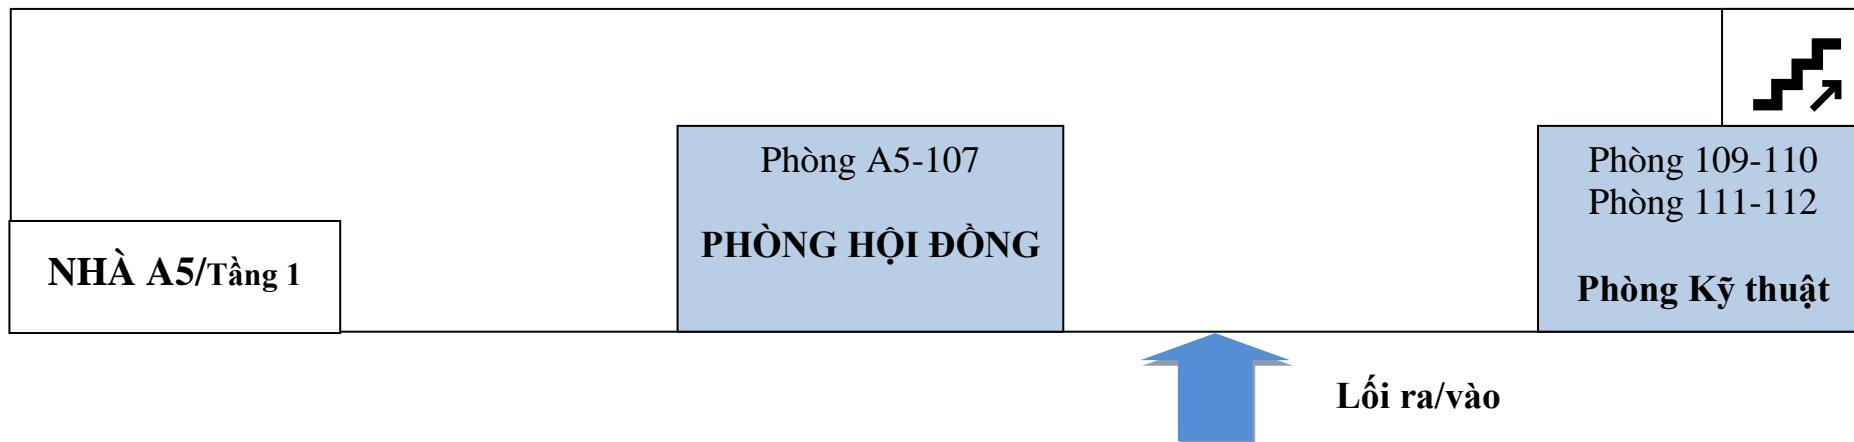 Phòng A5-107
PHÒNG HỘI ĐỒNG
Phòng 109-110
Phòng 111-112
Phòng Kỹ thuật
NHÀ A5/Tầng 1
Lối ra/vào